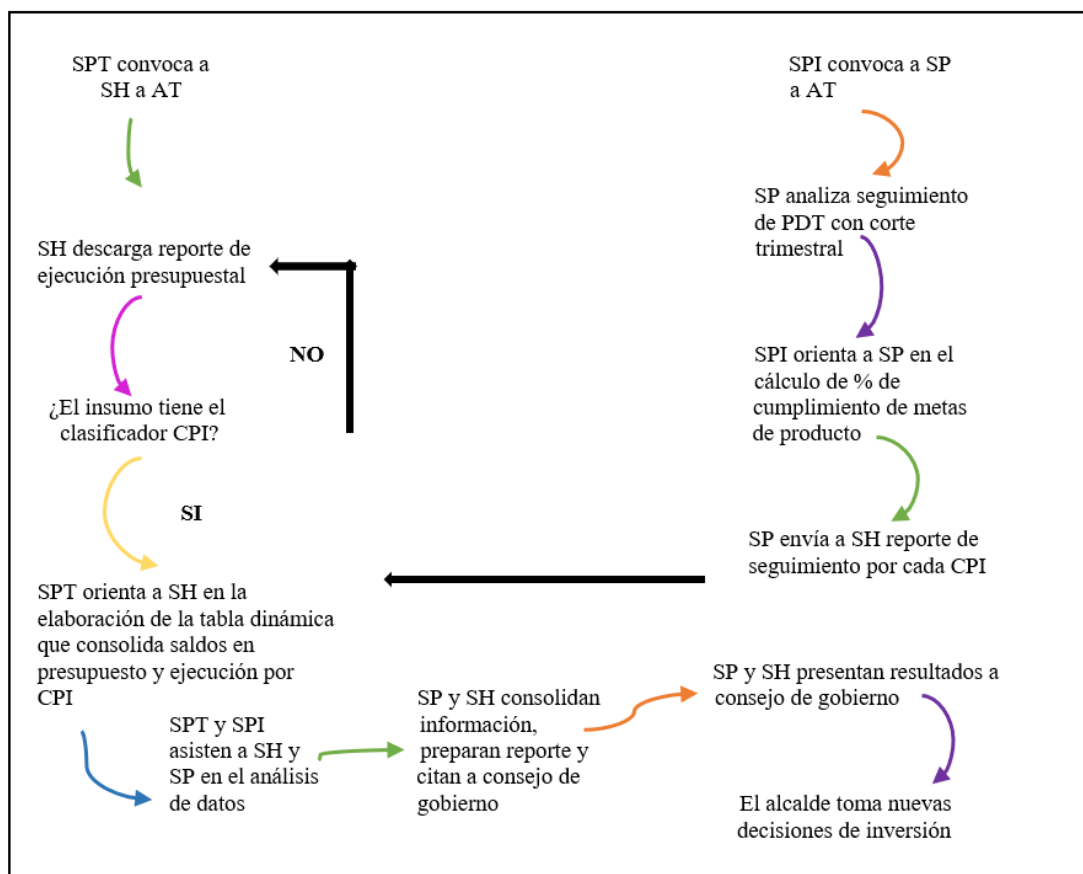 SPT convoca a
SH a AT
SH descarga reporte de
ejecución presupuestal
NO
¿El insumo tiene el
clasificador CPI?
SI
SPT orienta a SH en la
elaboración de la tabla dinámica
que consolida saldos en
presupuesto y ejecución por
CPI
SPI convoca a SP
a AT
SP analiza seguimiento
de PDT con corte
trimestral
SPI orienta a SP en el
cálculo de % de
cumplimiento de metas
de producto
SP envía a SH reporte de
seguimiento por cada CPI
SPT y SPI
asisten a SH y
SP en el análisis
de datos
SP y SH consolidan
información,
preparan reporte y
citan a consejo de
gobierno
SP y SH presentan resultados a
consejo de gobierno
El alcalde toma nuevas
decisiones de inversión